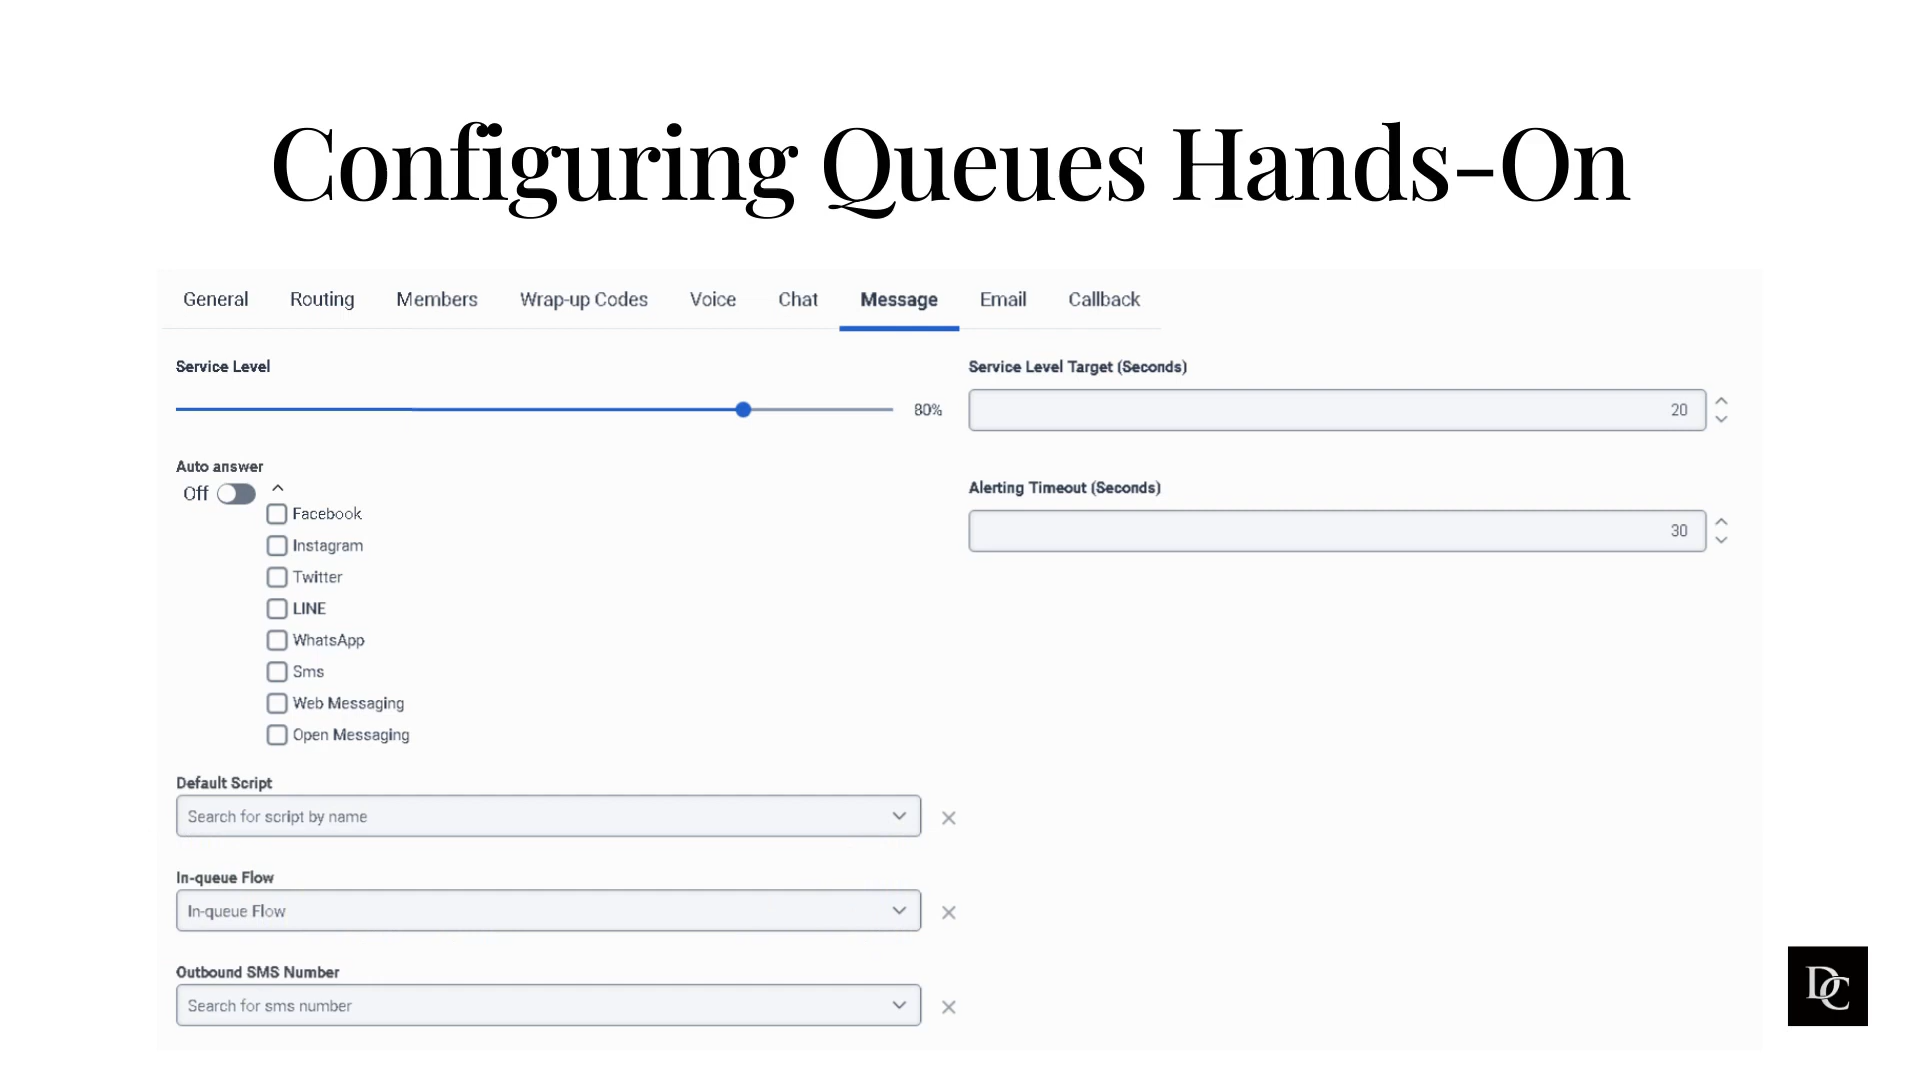 Configuring Queues Hands-On
General Routing Members Wrap-up Codes Voice Chat Message Email Callback
Service Level
80%
Service Level Target (Seconds)
20
Auto answer
Off
Facebook
Instagram
Twitter
LINE
WhatsApp
Sms
Web Messaging
Open Messaging
Alerting Timeout (Seconds)
30
Default Script
Search for script by name
In-queue Flow
In-queue Flow
Outbound SMS Number
Search for sms number
DC